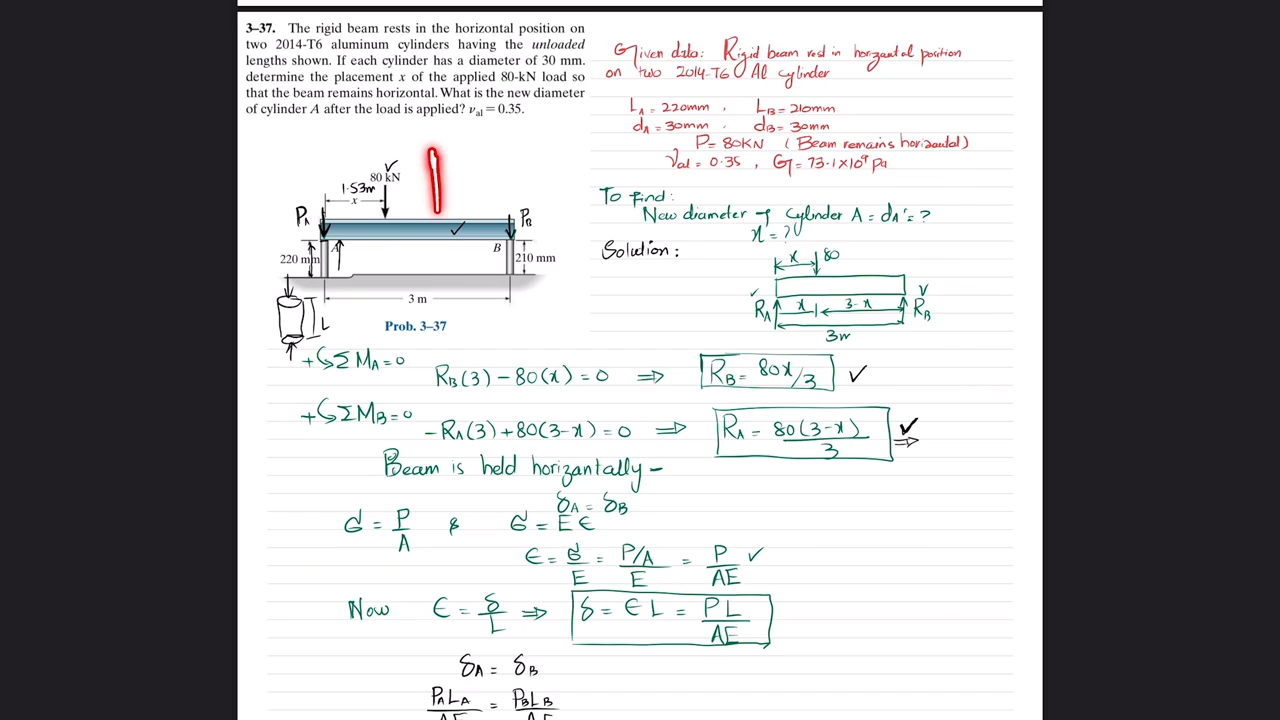 3–37. The rigid beam rests in the horizontal position on
two 2014-T6 aluminum cylinders having the unloaded
lengths shown. If each cylinder has a diameter of 30 mm.
determine the placement x of the applied 80-kN load so
that the beam remains horizontal. What is the new diameter
of cylinder A after the load is applied? νal = 0.35.
80 kN
1.53m
x
PA
PB
A
B
220 mm
210 mm
3 m
L
Prob. 3–37
Given data: Rigid beam rest in horizontal position
on two 2014-T6 Al cylinder
LA = 220mm , LB = 210mm
dA = 30mm . dB = 30mm
P = 80KN (Beam remains horizontal)
νal = 0.35 , G = 73.1x10⁹ Pa
To find:
New diameter of cylinder A = dA' = ?
x = ?
Solution:
x 80
RA x 3-x RB
3m
+ΣMA=0 RB(3) - 80(x) = 0 ⇒ RB = 80x/3 ✓
+ΣMB=0 -RA(3) + 80(3-x) = 0 ⇒ RA = 80(3-x)/3 ✓ ⇒
Beam is held horizontally -
δA = δB
σ = P/A & σ = E ϵ
ϵ = σ/E = P/A/E = P/AE ✓
Now ϵ = δ/L ⇒ δ = ϵ L = PL/AE
δA = δB
PALA/AE = PBLB/AE